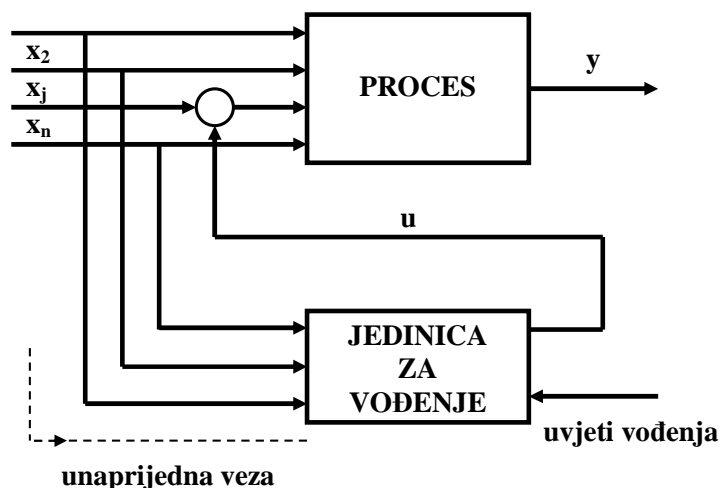 x2
xj
xn
PROCES
y
u
JEDINICA
ZA
VOĐENJE
uvjeti vođenja
unaprijedna veza